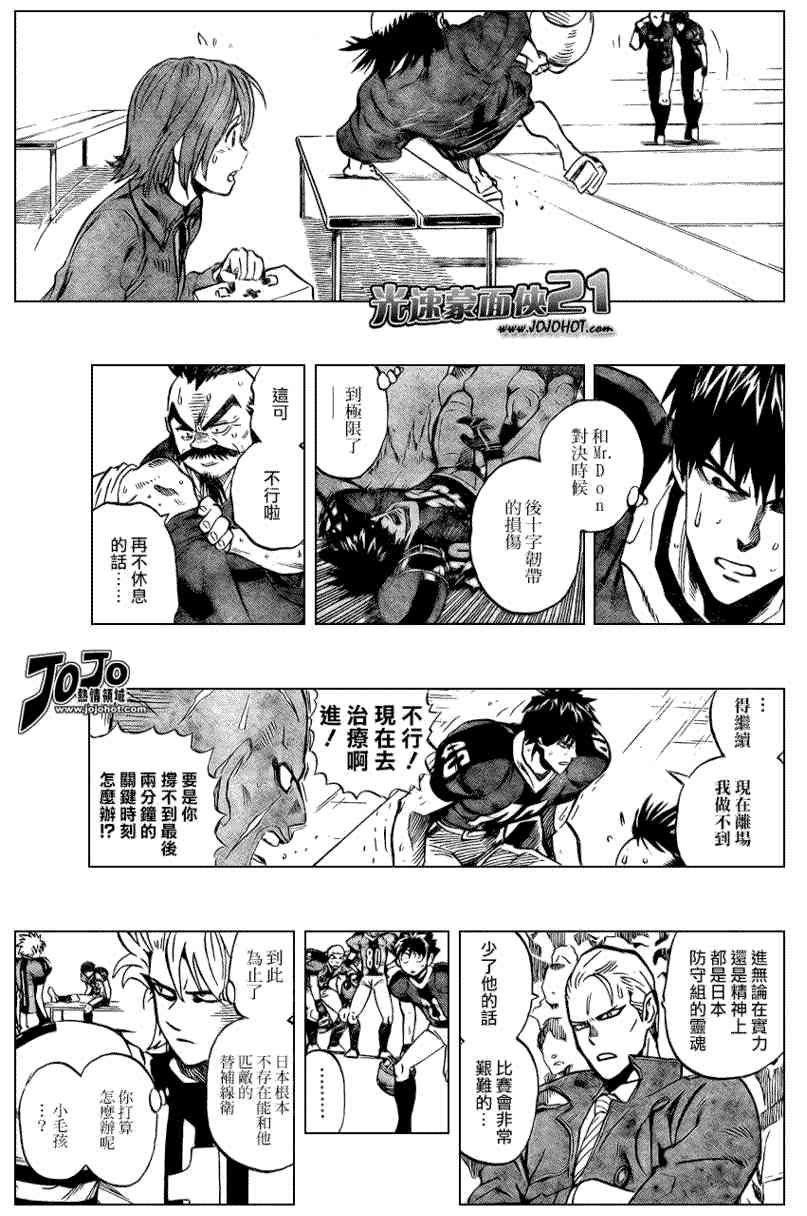 光速蒙面俠21
www.JOJOHOT.com
和Mr.Don
對決時候
後十字韌帶
的損傷
到極限了
——
這可
不行啦
再不休息
的話……
JOJO
熱情領域
www.jojohot.com
…
得繼續
現在離場
我做不到
不行！
現在去
治療啊
進！
要是你
撐不到最後
兩分鐘的
關鍵時刻
怎麼辦!?
進無論在實力
還是精神上
都是日本
防守組的靈魂
少了他的話
比賽會非常
艱難的…
80
………
到此
為止了
日本根本
不存在能和他
匹敵的
替補線衛
你打算
怎麼辦呢
小毛孩
…？